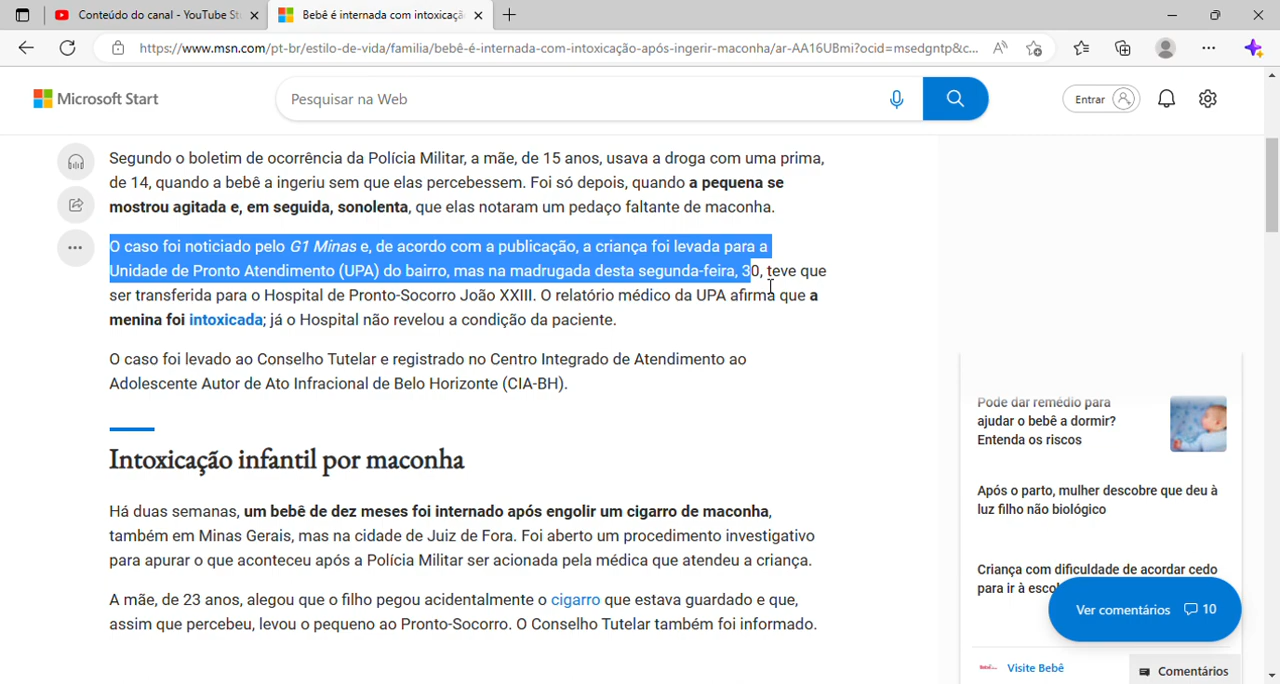 Conteúdo do canal - YouTube St
Bebê é internada com intoxicaçã
https://www.msn.com/pt-br/estilo-de-vida/familia/bebê-é-internada-com-intoxicação-após-ingerir-maconha/ar-AA16UBmi?ocid=msedgntp&c...
Microsoft Start
Pesquisar na Web
Entrar
Segundo o boletim de ocorrência da Polícia Militar, a mãe, de 15 anos, usava a droga com uma prima,
de 14, quando a bebê a ingeriu sem que elas percebessem. Foi só depois, quando a pequena se
mostrou agitada e, em seguida, sonolenta, que elas notaram um pedaço faltante de maconha.
O caso foi noticiado pelo G1 Minas e, de acordo com a publicação, a criança foi levada para a
Unidade de Pronto Atendimento (UPA) do bairro, mas na madrugada desta segunda-feira, 30, teve que
ser transferida para o Hospital de Pronto-Socorro João XXIII. O relatório médico da UPA afirma que a
menina foi intoxicada; já o Hospital não revelou a condição da paciente.
O caso foi levado ao Conselho Tutelar e registrado no Centro Integrado de Atendimento ao
Adolescente Autor de Ato Infracional de Belo Horizonte (CIA-BH).
Intoxicação infantil por maconha
Há duas semanas, um bebê de dez meses foi internado após engolir um cigarro de maconha,
também em Minas Gerais, mas na cidade de Juiz de Fora. Foi aberto um procedimento investigativo
para apurar o que aconteceu após a Polícia Militar ser acionada pela médica que atendeu a criança.
A mãe, de 23 anos, alegou que o filho pegou acidentalmente o cigarro que estava guardado e que,
assim que percebeu, levou o pequeno ao Pronto-Socorro. O Conselho Tutelar também foi informado.
Pode dar remédio para
ajudar o bebê a dormir?
Entenda os riscos
Após o parto, mulher descobre que deu à
luz filho não biológico
Criança com dificuldade de acordar cedo
para ir à esco
Ver comentários 10
Visite Bebê
Comentários